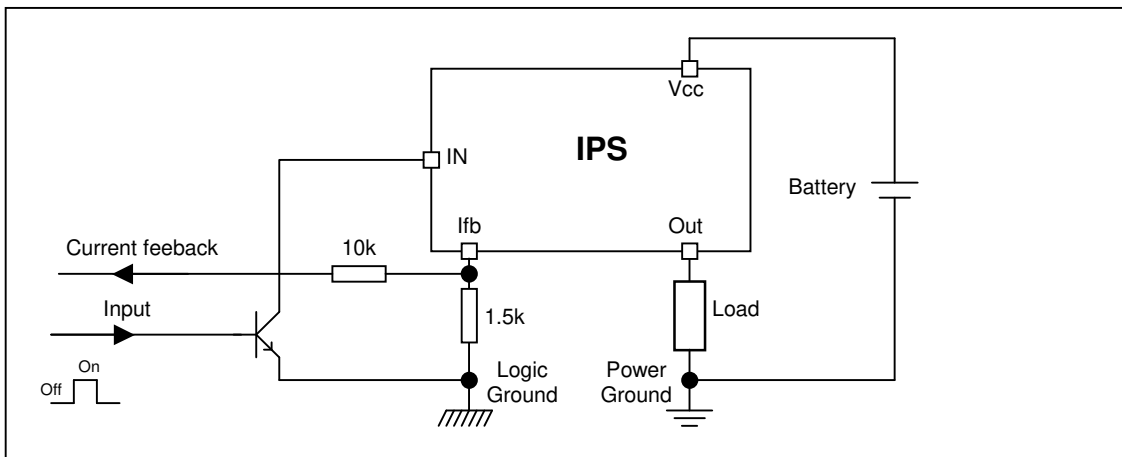 Vcc
IPS
IN
Battery
Ifb
Out
Current feeback
10k
Input
1.5k
Load
On
Off
Logic
Ground
Power
Ground